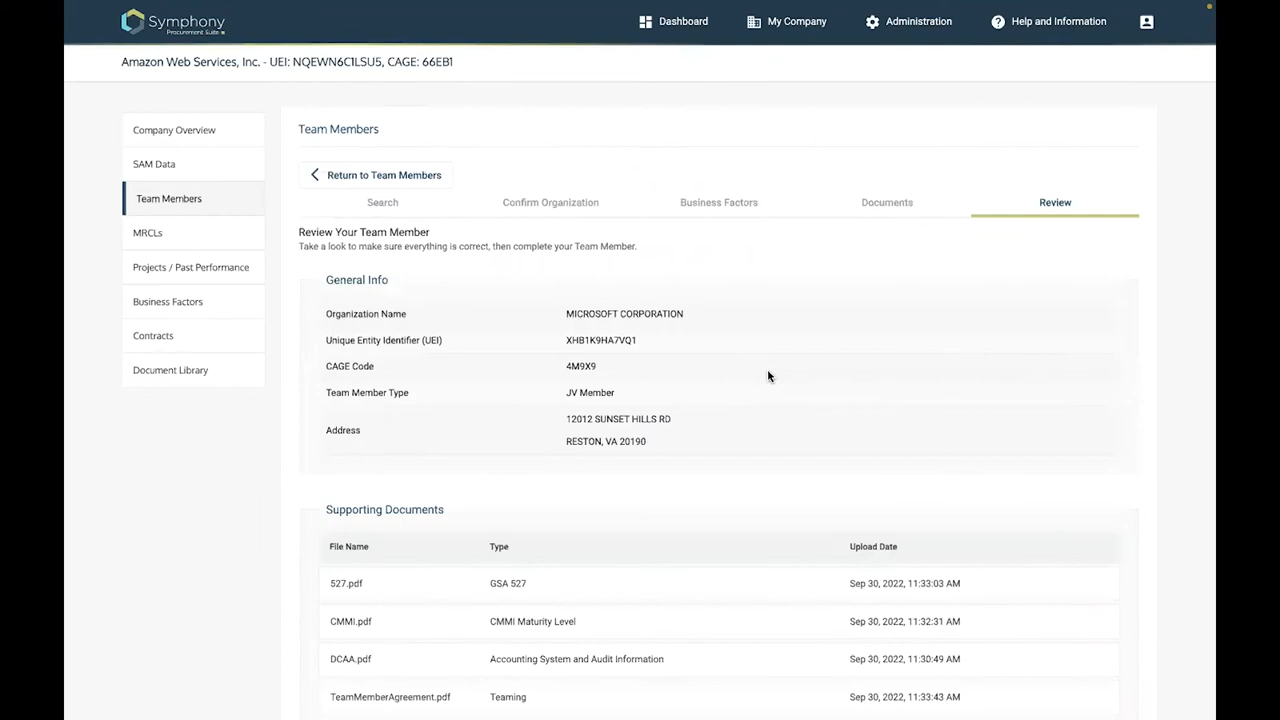 Symphony
Procurement Suite
Dashboard
My Company
Administration
Help and Information
Amazon Web Services, Inc. - UEI: NQEWN6C1LSU5, CAGE: 66EB1
Company Overview
SAM Data
Team Members
MRCLs
Projects / Past Performance
Business Factors
Contracts
Document Library
Team Members
Return to Team Members
Search
Confirm Organization
Business Factors
Documents
Review
Review Your Team Member
Take a look to make sure everything is correct, then complete your Team Member.
General Info
Organization Name MICROSOFT CORPORATION
Unique Entity Identifier (UEI) XHB1K9HA7VQ1
CAGE Code 4M9X9
Team Member Type JV Member
Address 12012 SUNSET HILLS RD
RESTON, VA 20190
Supporting Documents
File Name Type Upload Date
527.pdf GSA 527 Sep 30, 2022, 11:33:03 AM
CMMI.pdf CMMI Maturity Level Sep 30, 2022, 11:32:31 AM
DCAA.pdf Accounting System and Audit Information Sep 30, 2022, 11:30:49 AM
TeamMemberAgreement.pdf Teaming Sep 30, 2022, 11:33:43 AM